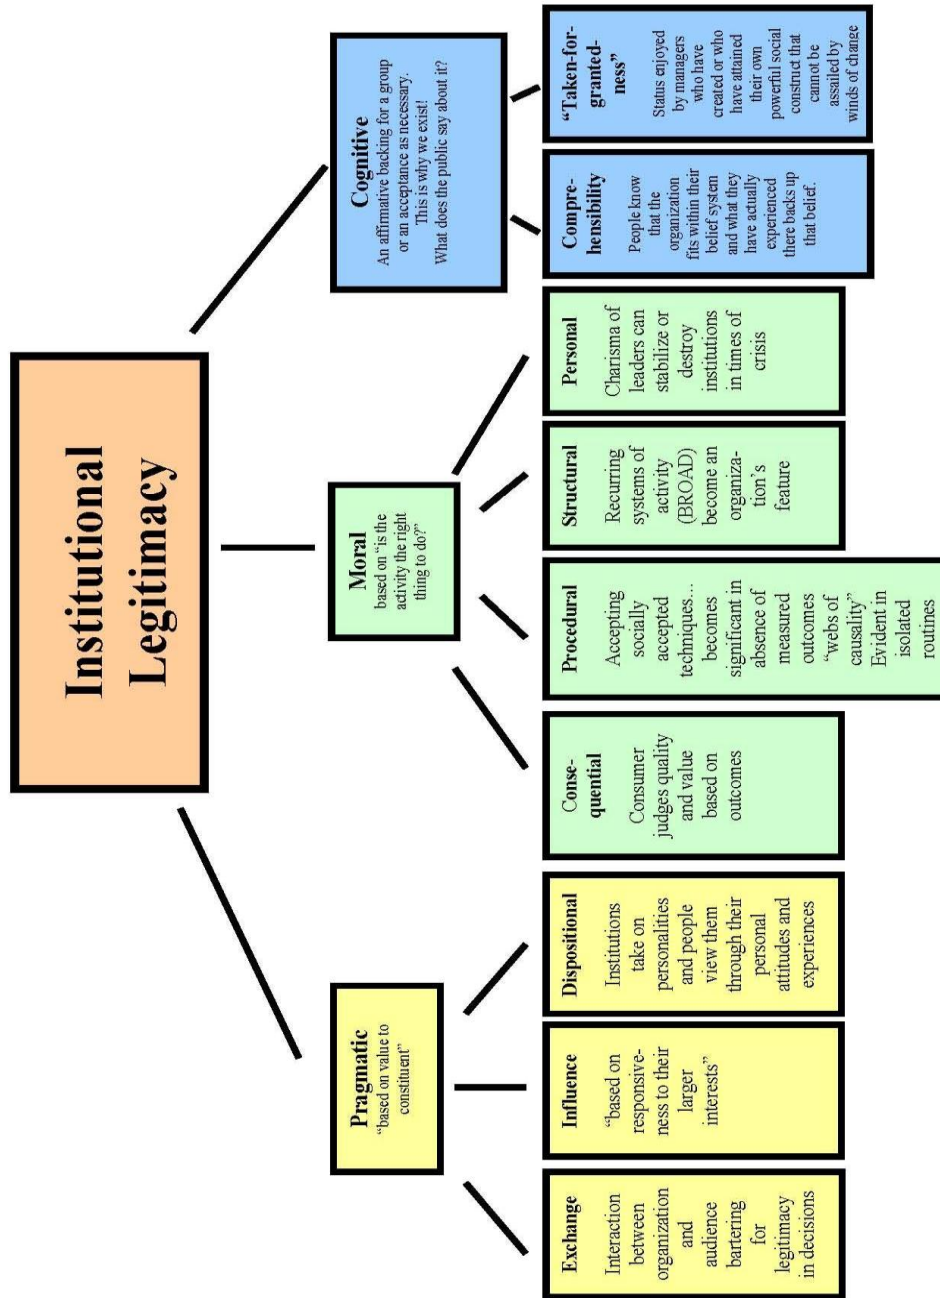 Institutional
Legitimacy
Pragmatic
“based on value to
constituent”
Moral
based on “is the
activity the right
thing to do?”
Cognitive
An affirmative backing for a group
or an acceptance as necessary.
This is why we exist!
What does the public say about it?
Exchange
Interaction
between
organization
and
audience
bartering
for
legitimacy
in decisions
Influence
“based on
responsive-
ness to their
larger
interests”
Dispositional
Institutions
take on
personalities
and people
view them
through their
personal
attitudes and
experiences
Conse-
quential
Consumer
judges quality
and value
based on
outcomes
Procedural
Accepting
socially
accepted
techniques…
becomes
significant in
absence of
measured
outcomes
“webs of
causality”
Evident in
isolated
routines
Structural
Recurring
systems of
activity
(BROAD)
become an
organiza-
tion’s
feature
Personal
Charisma of
leaders can
stabilize or
destroy
institutions
in times of
crisis
Compre-
hensibility
People know
that the
organization
fits within their
belief system
and what they
have actually
experienced
there backs up
that belief.
“Taken-for-
granted-
ness”
Status enjoyed
by managers
who have
created or who
have attained
their own
powerful social
construct that
cannot be
assailed by
winds of change